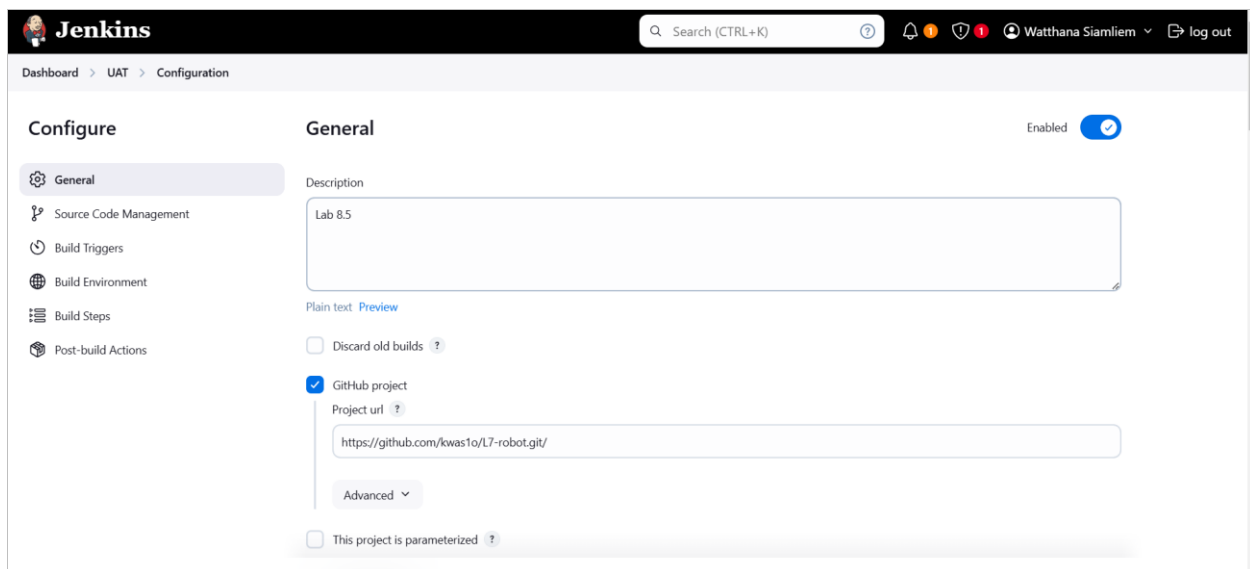 Jenkins
Search (CTRL+K)
?
1
1
Watthana Siamliem
log out
Dashboard > UAT > Configuration
Configure
General
Source Code Management
Build Triggers
Build Environment
Build Steps
Post-build Actions
General
Enabled
Description
Lab 8.5
Plain text Preview
Discard old builds ?
GitHub project
Project url ?
https://github.com/kwas1o/L7-robot.git/
Advanced
This project is parameterized ?